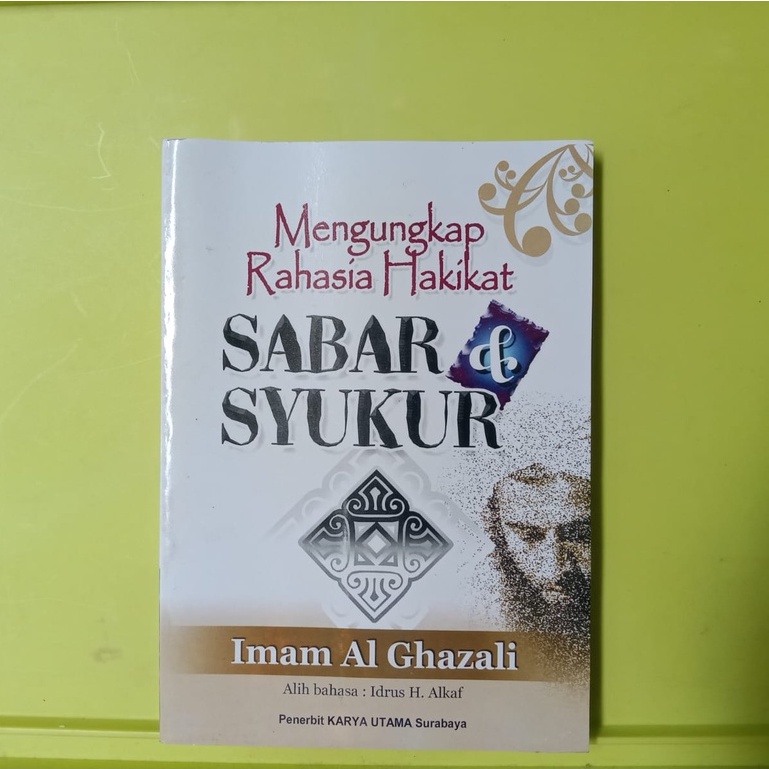 Mengungkap
Rahasia Hakikat
SABAR &
SYUKUR
Imam Al Ghazali
Alih bahasa : Idrus H. Alkaf
Penerbit KARYA UTAMA Surabaya